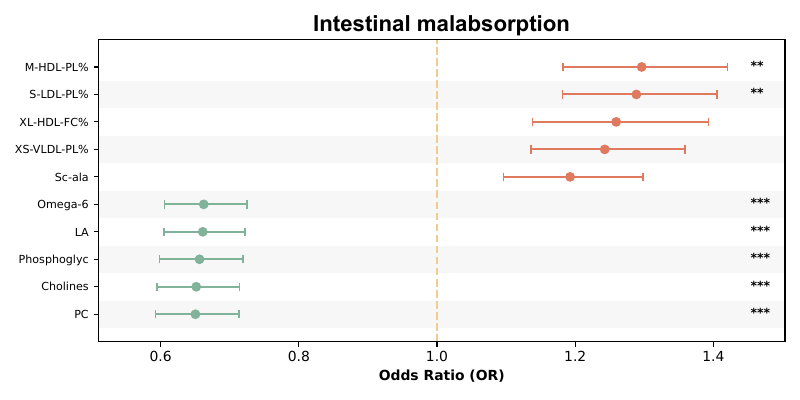 Intestinal malabsorption
M-HDL-PL% **
S-LDL-PL% **
XL-HDL-FC%
XS-VLDL-PL%
Sc-ala
Omega-6 ***
LA ***
Phosphoglyc ***
Cholines ***
PC ***
0.6 0.8 1.0 1.2 1.4
Odds Ratio (OR)